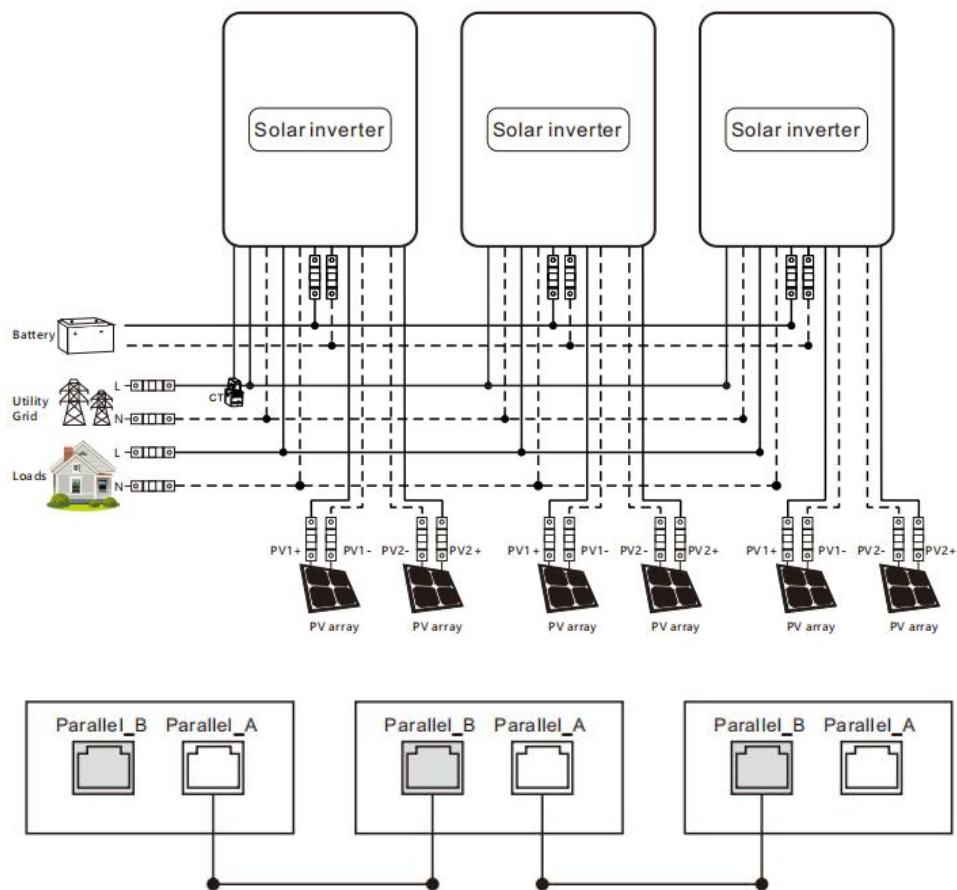 Solar inverter Solar inverter Solar inverter
Battery
+ -
L
CT
Utility
Grid
N
L
Loads
N
PV1+ PV1- PV2- PV2+ PV1+ PV1- PV2- PV2+ PV1+ PV1- PV2- PV2+
PV array PV array PV array PV array PV array PV array
Parallel_B Parallel_A Parallel_B Parallel_A Parallel_B Parallel_A